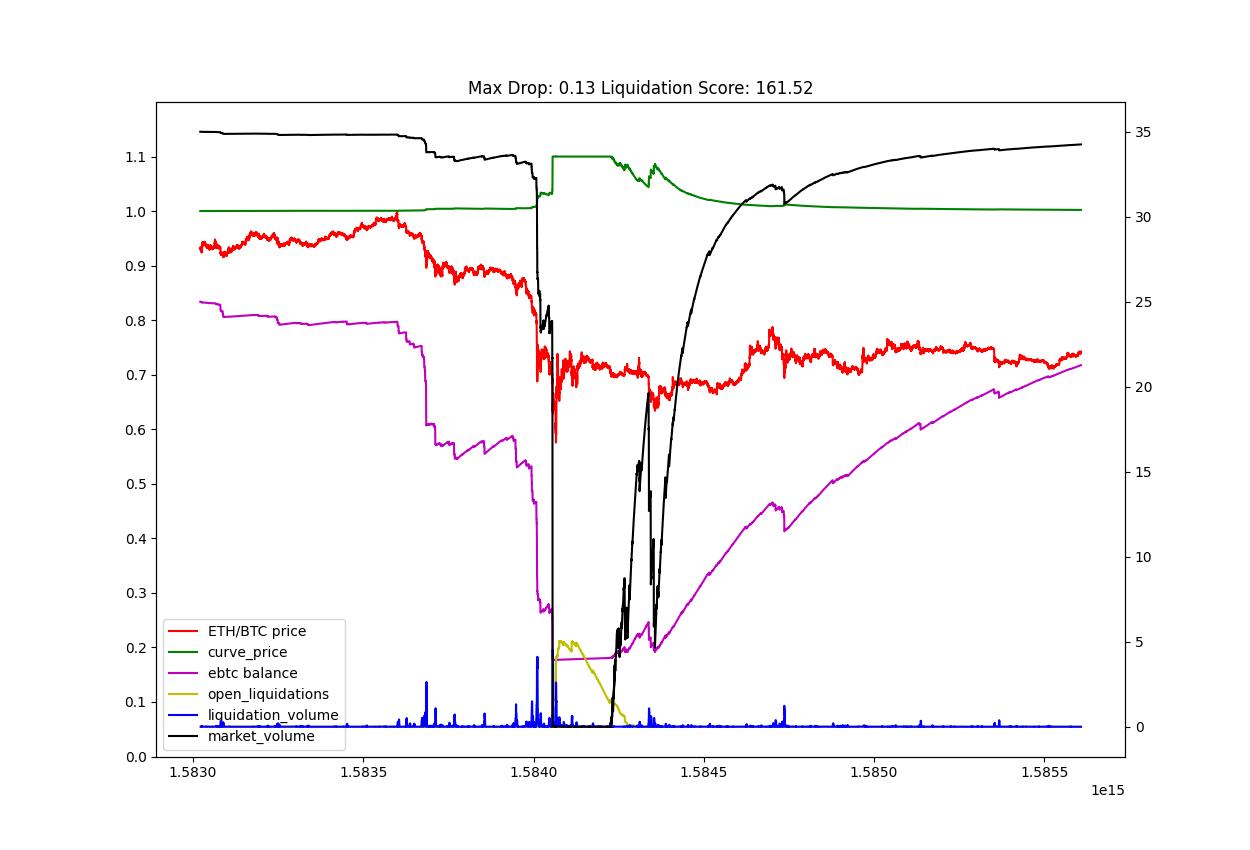 Max Drop: 0.13 Liquidation Score: 161.52
1.1
1.0
0.9
0.8
0.7
0.6
0.5
0.4
0.3
0.2
0.1
0.0
35
30
25
20
15
10
5
0
ETH/BTC price
curve_price
ebtc balance
open_liquidations
liquidation_volume
market_volume
1.5830 1.5835 1.5840 1.5845 1.5850 1.5855
1e15